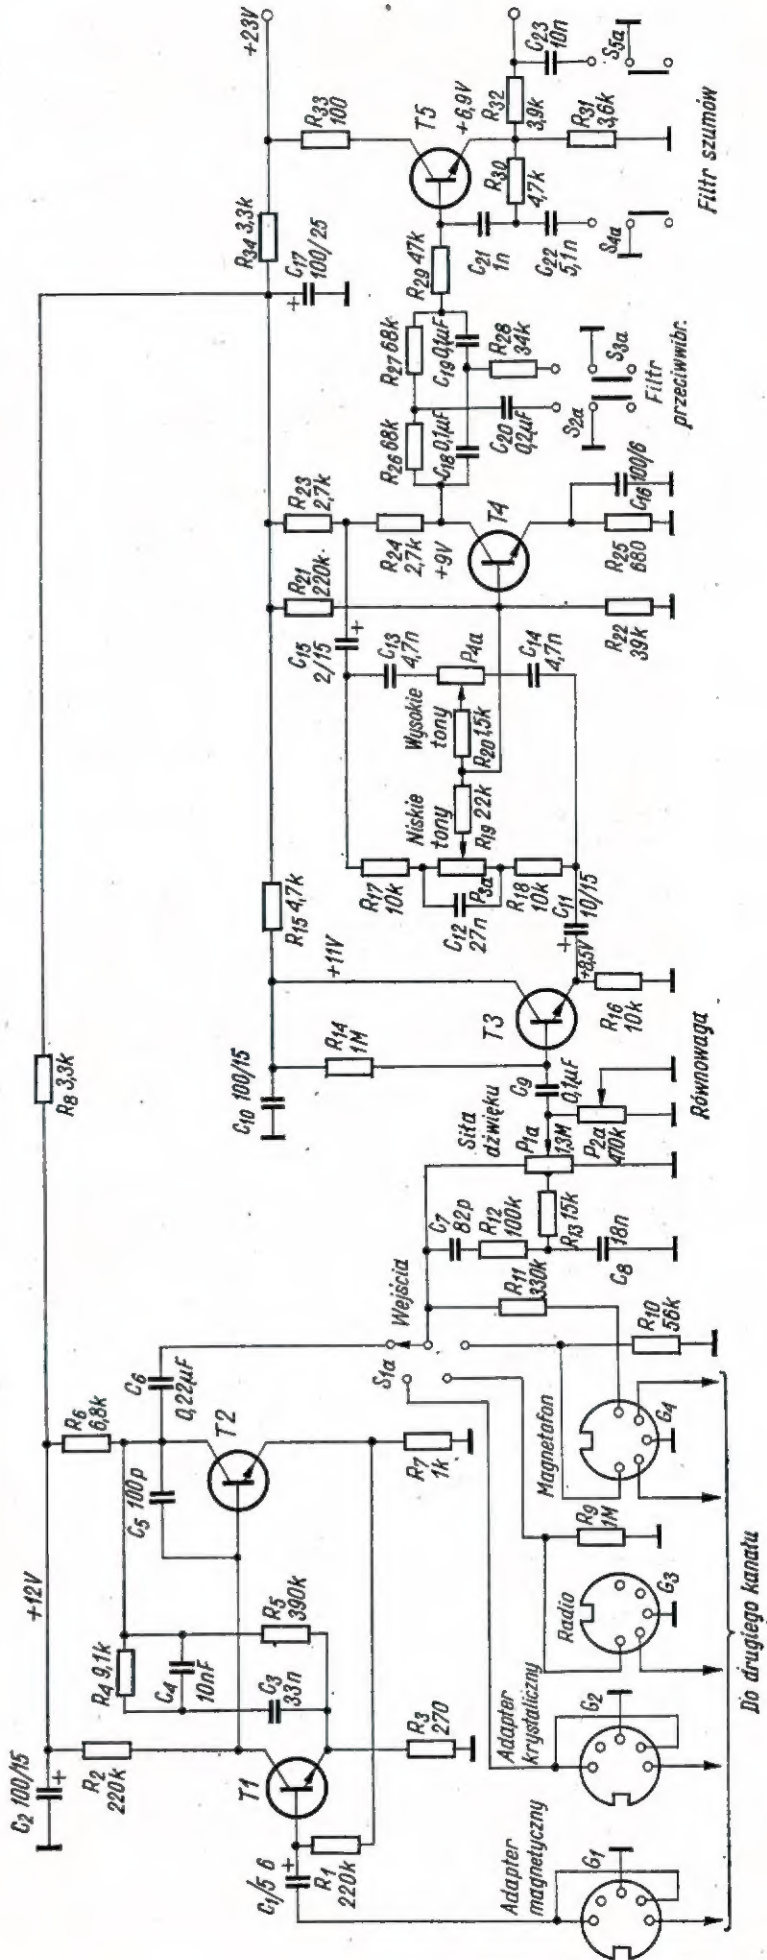 C2 100/15
+
R2
220k
+12V
R6
6,8k
R4 9,1k
C4
10nF
C3
33n
R5
390k
C5 100p
C6
0,22µF
T1
T2
C1/5 6
+
R1
220k
R3
270
R7
1k
R8 3,3k
Adapter
magnetyczny
G1
Adapter
krystaliczny
G2
Radio
G3
R9
1M
Magnetofon
G4
R10
56k
Do drugiego kanału
S1a
Wejścia
R11
330k
C7
82p
R12
100k
R13 15k
C8
18n
Siła
dźwięku
P1a
1,3M
P2a
470k
Równowaga
C9
0,1µF
C10 100/15
R14
1M
T3
+11V
+8,5V
R16
10k
R15 4,7k
C11
10/15
+
R17
10k
C12
27n
P3a
R18
10k
Niskie
tony
R19 22k
Wysokie
tony
R20 1,5k
P4a
C13
4,7n
C14
4,7n
C15
2/15
+
R21
220k
R22
39k
R23
2,7k
R24
2,7k
+9V
T4
R25
680
C16
100/6
R26 68k
R27 68k
C18 0,1µF
C19 0,1µF
C20
0,2µF
R28
34k
S2a
S3a
Filtr
przeciwwibr.
R29 47k
C17
100/25
+
R34 3,3k
R33
100
+23V
T5
+6,9V
C21
1n
C22
5,1n
R30
4,7k
R31
3,6k
R32
3,9k
C23
10n
S4a
S5a
Filtr szumów